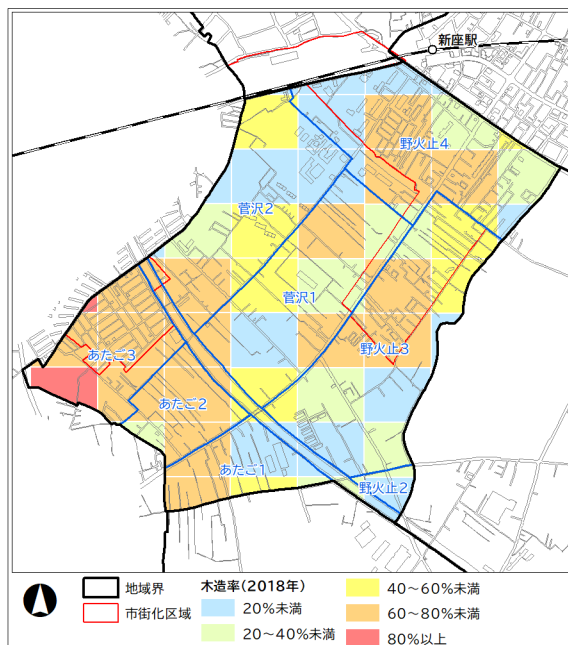 新座駅
野火止4
菅沢2
菅沢1
野火止3
あたご3
あたご2
あたご1
野火止2
地域界
市街化区域
木造率(2018年)
20%未満
20～40%未満
40～60%未満
60～80%未満
80%以上